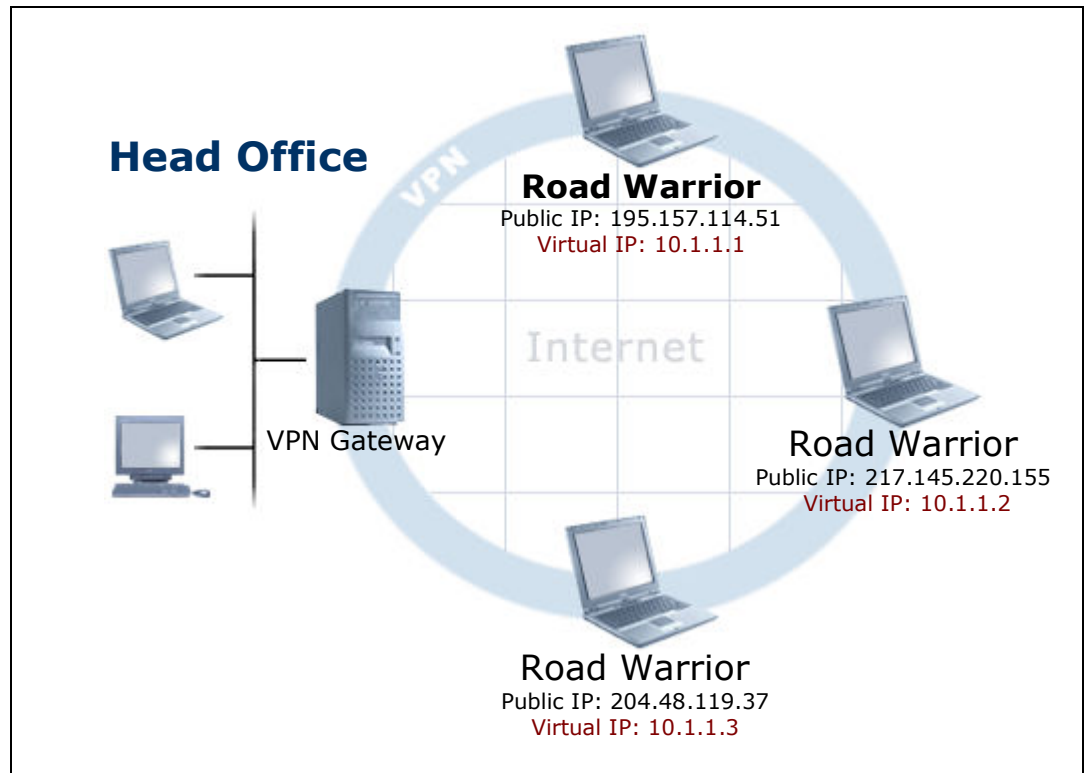 Head Office
VPN
Road Warrior
Public IP: 195.157.114.51
Virtual IP: 10.1.1.1
Internet
VPN Gateway
Road Warrior
Public IP: 217.145.220.155
Virtual IP: 10.1.1.2
Road Warrior
Public IP: 204.48.119.37
Virtual IP: 10.1.1.3